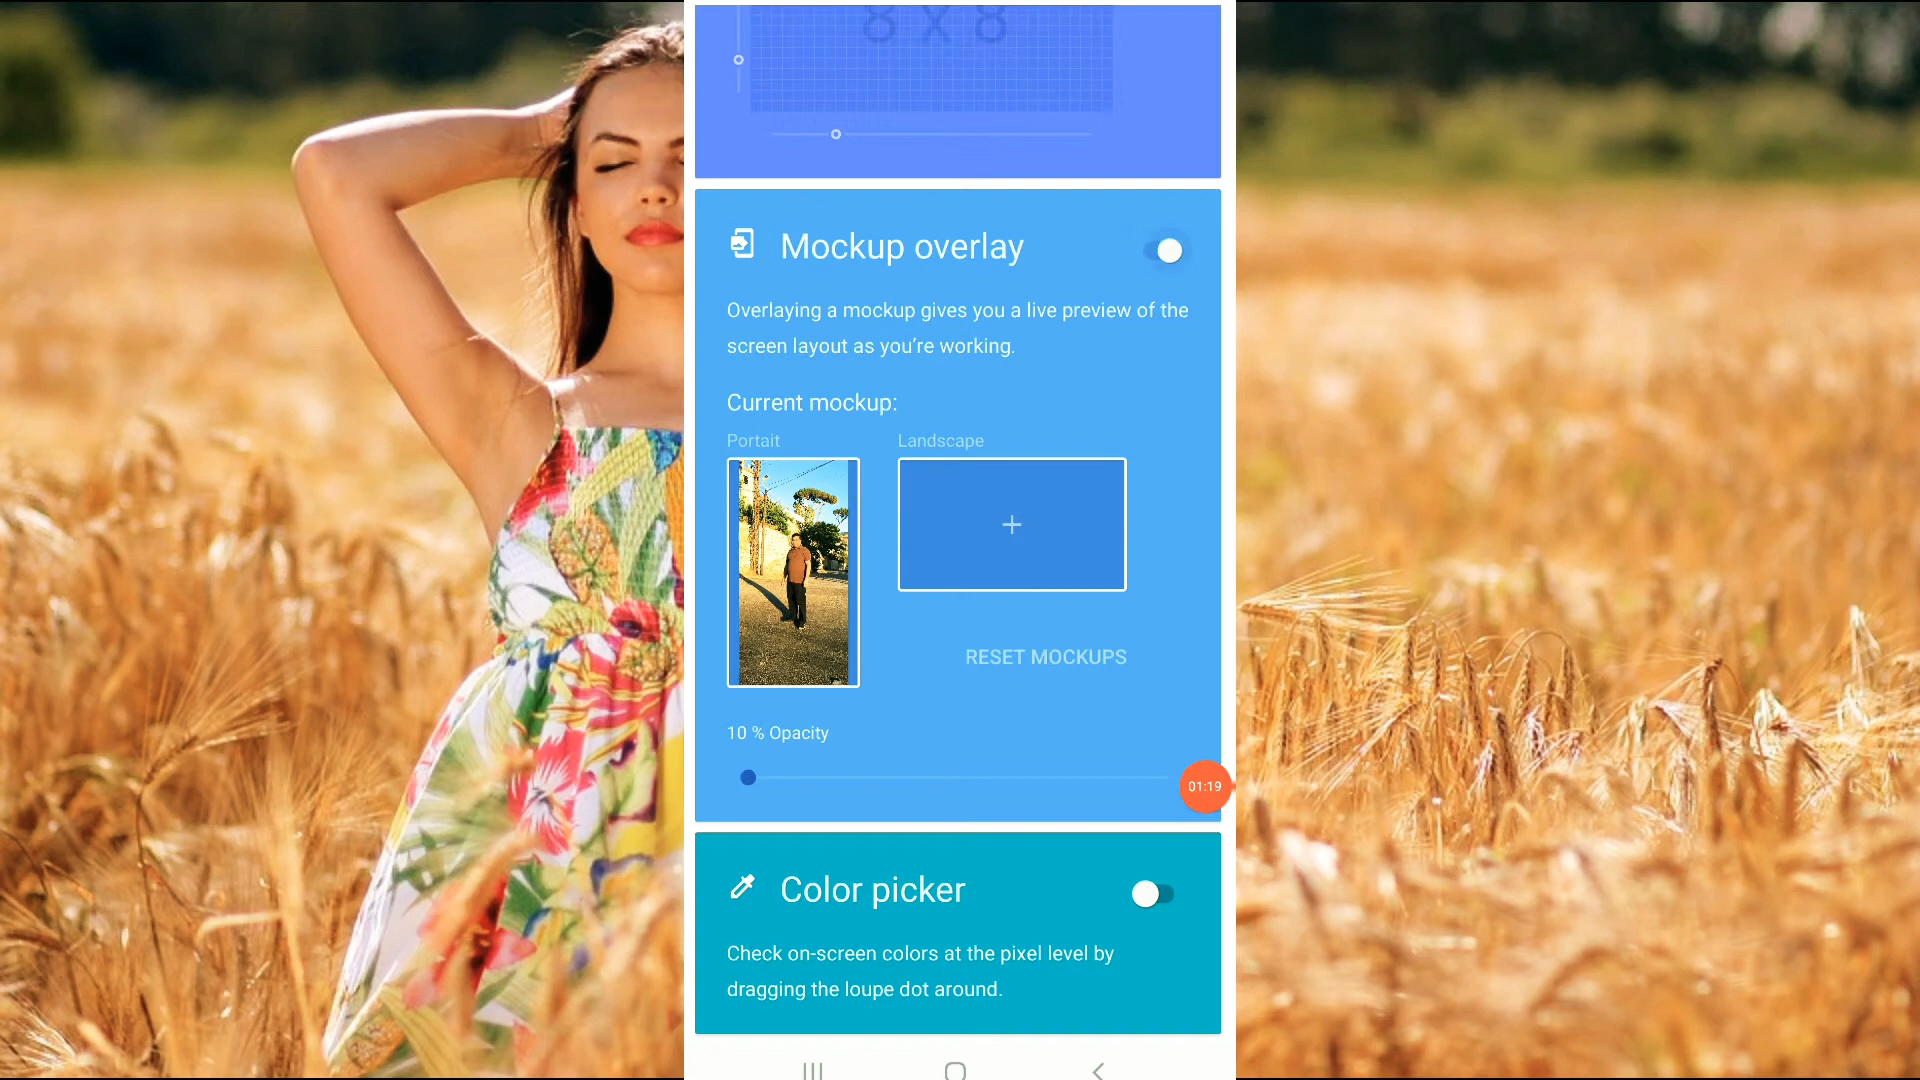 8 X 8
Mockup overlay
Overlaying a mockup gives you a live preview of the
screen layout as you're working.
Current mockup:
Portait
Landscape
RESET MOCKUPS
10 % Opacity
01:19
Color picker
Check on-screen colors at the pixel level by
dragging the loupe dot around.